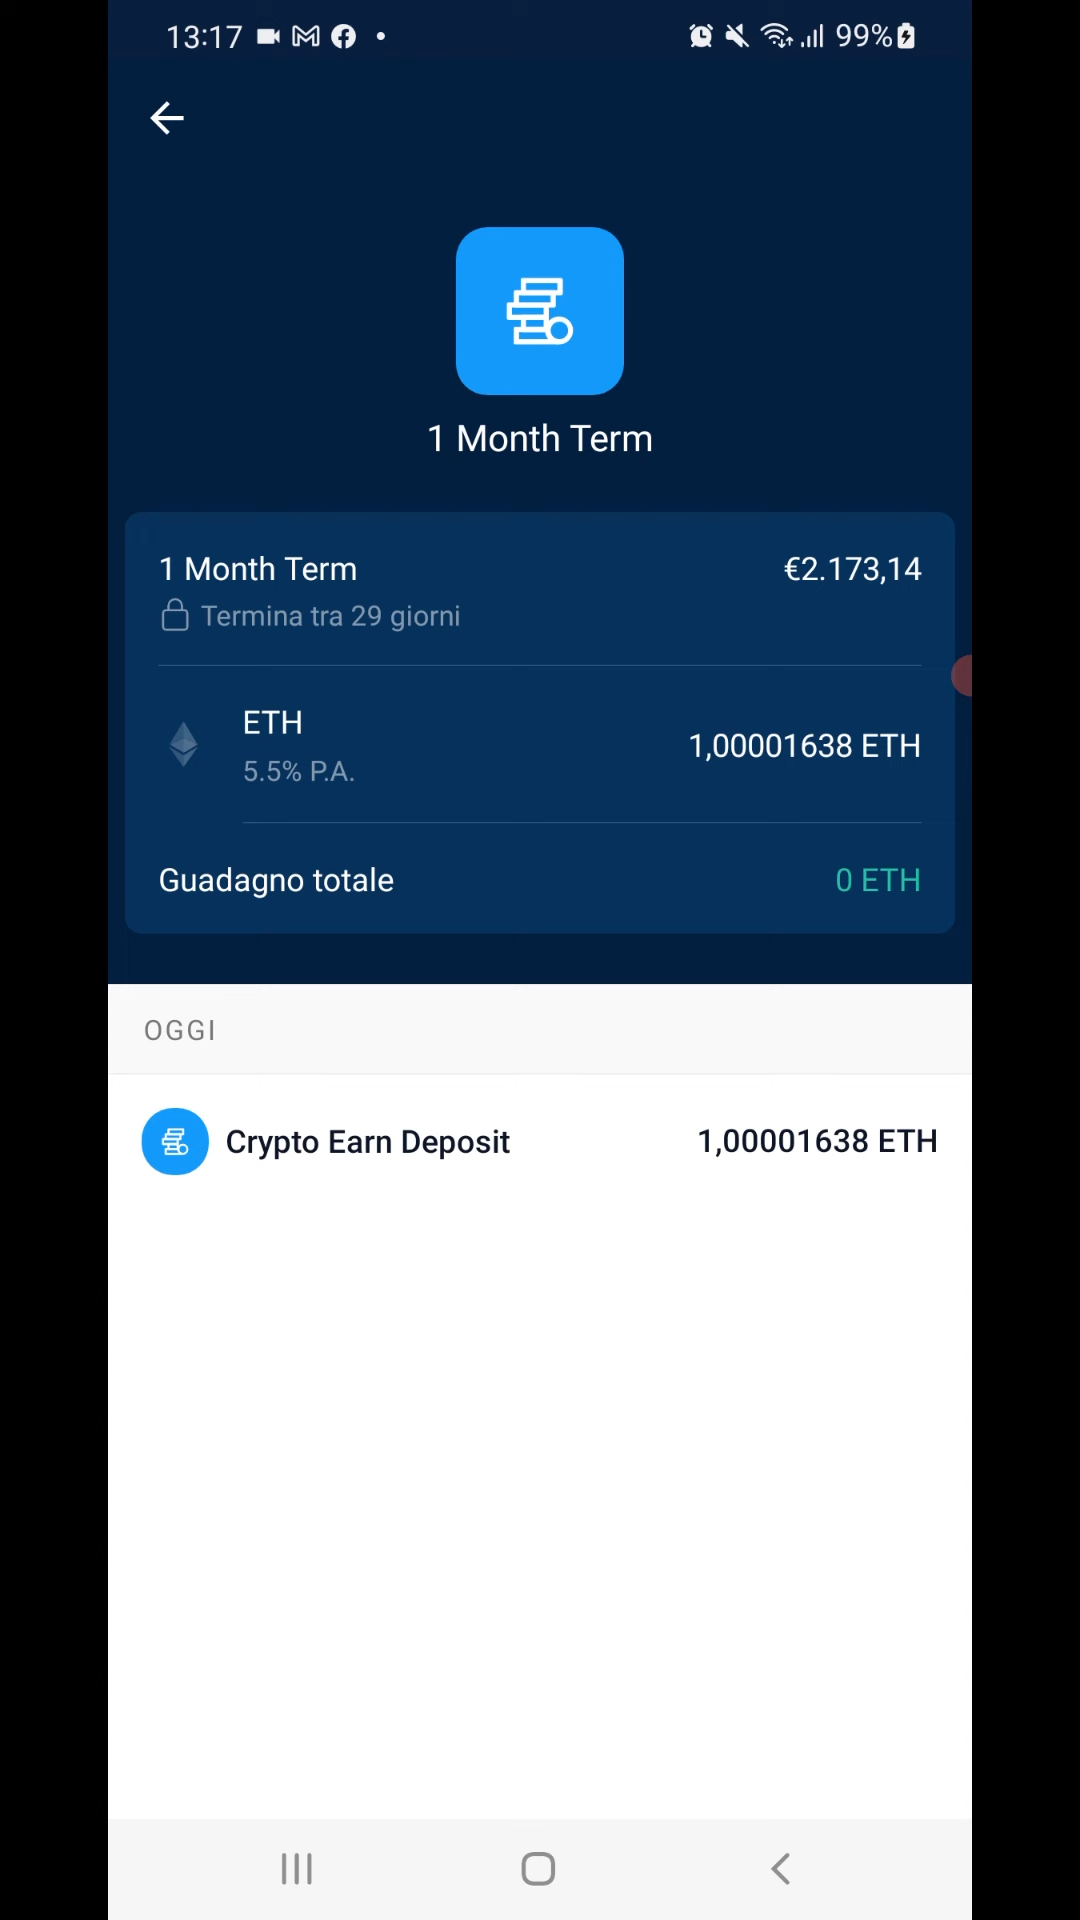 13:17
99%
1 Month Term
1 Month Term €2.173,14
Termina tra 29 giorni
ETH
5.5% P.A.
1,00001638 ETH
Guadagno totale 0 ETH
OGGI
Crypto Earn Deposit 1,00001638 ETH